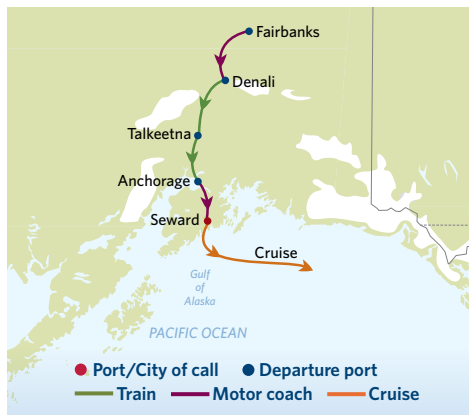 Fairbanks
Denali
Talkeetna
Anchorage
Seward
Cruise
Gulf
of
Alaska
PACIFIC OCEAN
Port/City of call Departure port
Train Motor coach Cruise